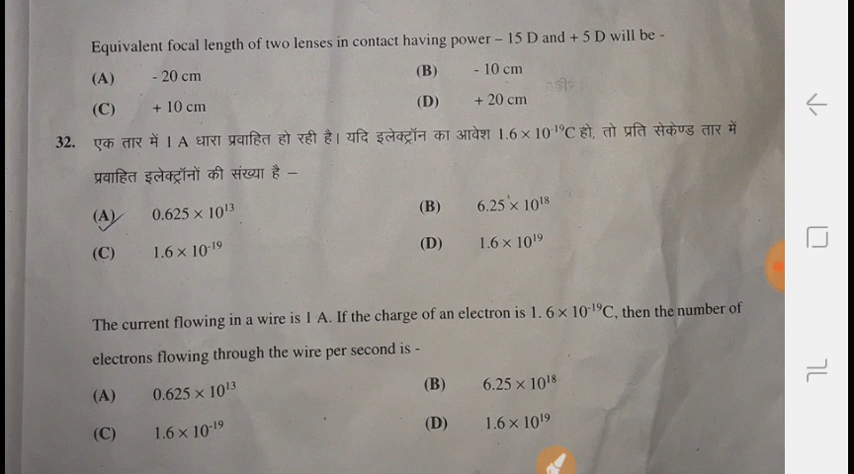 Equivalent focal length of two lenses in contact having power – 15 D and + 5 D will be -
(A) - 20 cm (B) - 10 cm
(C) + 10 cm (D) + 20 cm
32. एक तार में 1 A धारा प्रवाहित हो रही है। यदि इलेक्ट्रॉन का आवेश 1.6 × 10⁻¹⁹C हो, तो प्रति सेकेण्ड तार में
प्रवाहित इलेक्ट्रॉनों की संख्या है –
(A) 0.625 × 10¹³ (B) 6.25 × 10¹⁸
(C) 1.6 × 10⁻¹⁹ (D) 1.6 × 10¹⁹
The current flowing in a wire is 1 A. If the charge of an electron is 1. 6 × 10⁻¹⁹C, then the number of
electrons flowing through the wire per second is -
(A) 0.625 × 10¹³ (B) 6.25 × 10¹⁸
(C) 1.6 × 10⁻¹⁹ (D) 1.6 × 10¹⁹